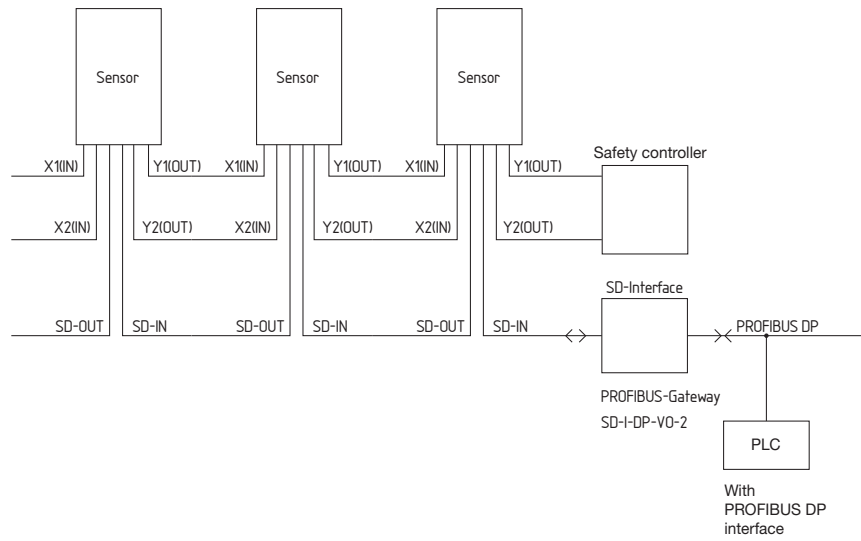 Sensor
Sensor
Sensor
Safety controller
X1(IN)
Y1(OUT)
X1(IN)
Y1(OUT)
X1(IN)
Y1(OUT)
X2(IN)
Y2(OUT)
X2(IN)
Y2(OUT)
X2(IN)
Y2(OUT)
SD-Interface
SD-OUT
SD-IN
SD-OUT
SD-IN
SD-OUT
SD-IN
PROFIBUS DP
PROFIBUS-Gateway
SD-I-DP-VO-2
PLC
With
PROFIBUS DP
interface